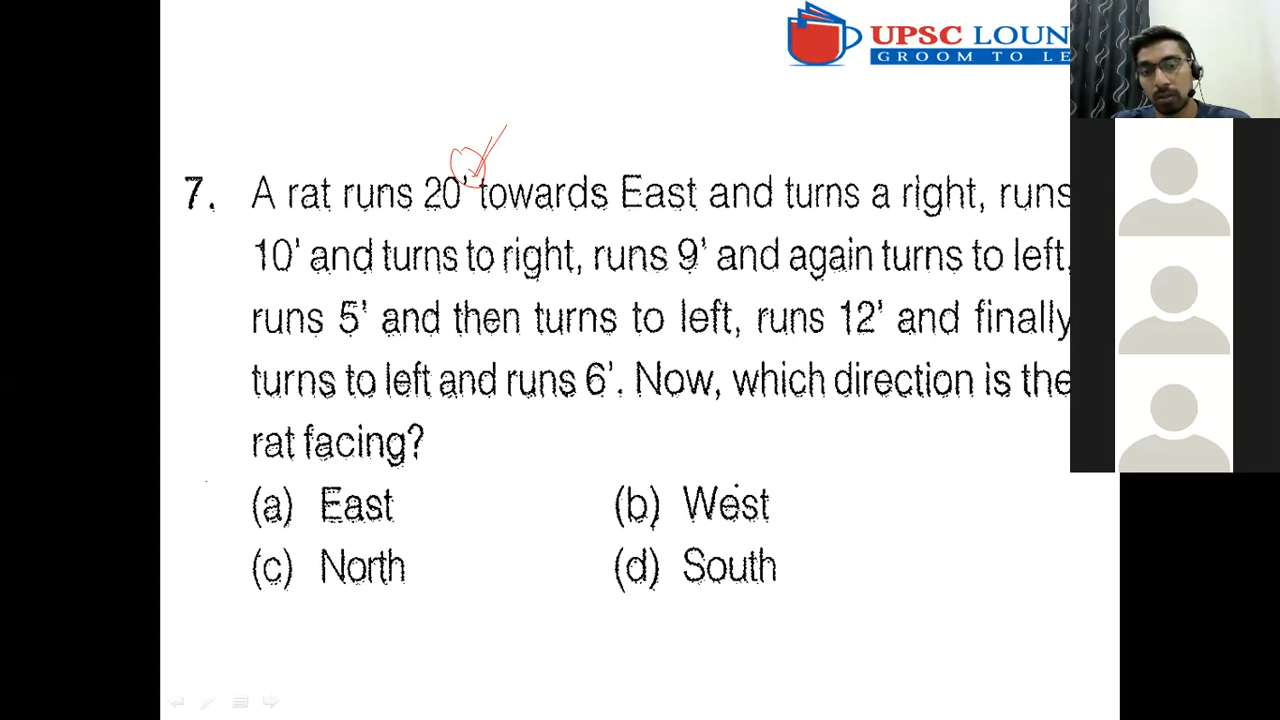 UPSC LOUN
GROOM TO LE
7. A rat runs 20' towards East and turns a right, runs
10' and turns to right, runs 9' and again turns to left,
runs 5' and then turns to left, runs 12' and finally
turns to left and runs 6'. Now, which direction is the
rat facing?
(a) East (b) West
(c) North (d) South